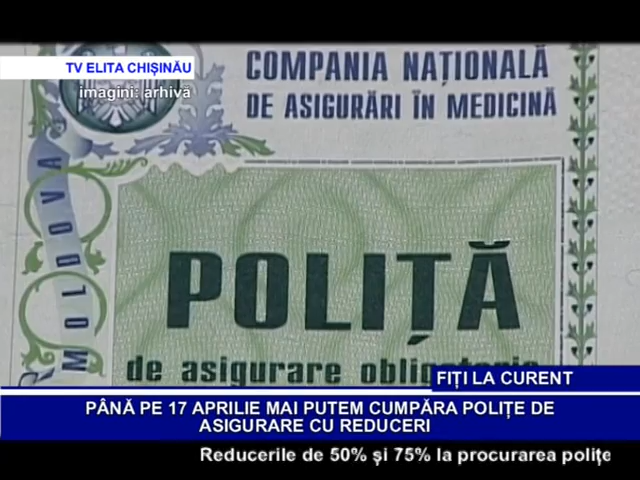 TV ELITA CHIȘINĂU
imagini: arhivă
COMPANIA NAȚIONALĂ
DE ASIGURĂRI ÎN MEDICINĂ
MOLDOVA
POLIȚĂ
de asigurare obligatorie
FIȚI LA CURENT
PÂNĂ PE 17 APRILIE MAI PUTEM CUMPĂRA POLIȚE DE
ASIGURARE CU REDUCERI
Reducerile de 50% și 75% la procurarea polițe